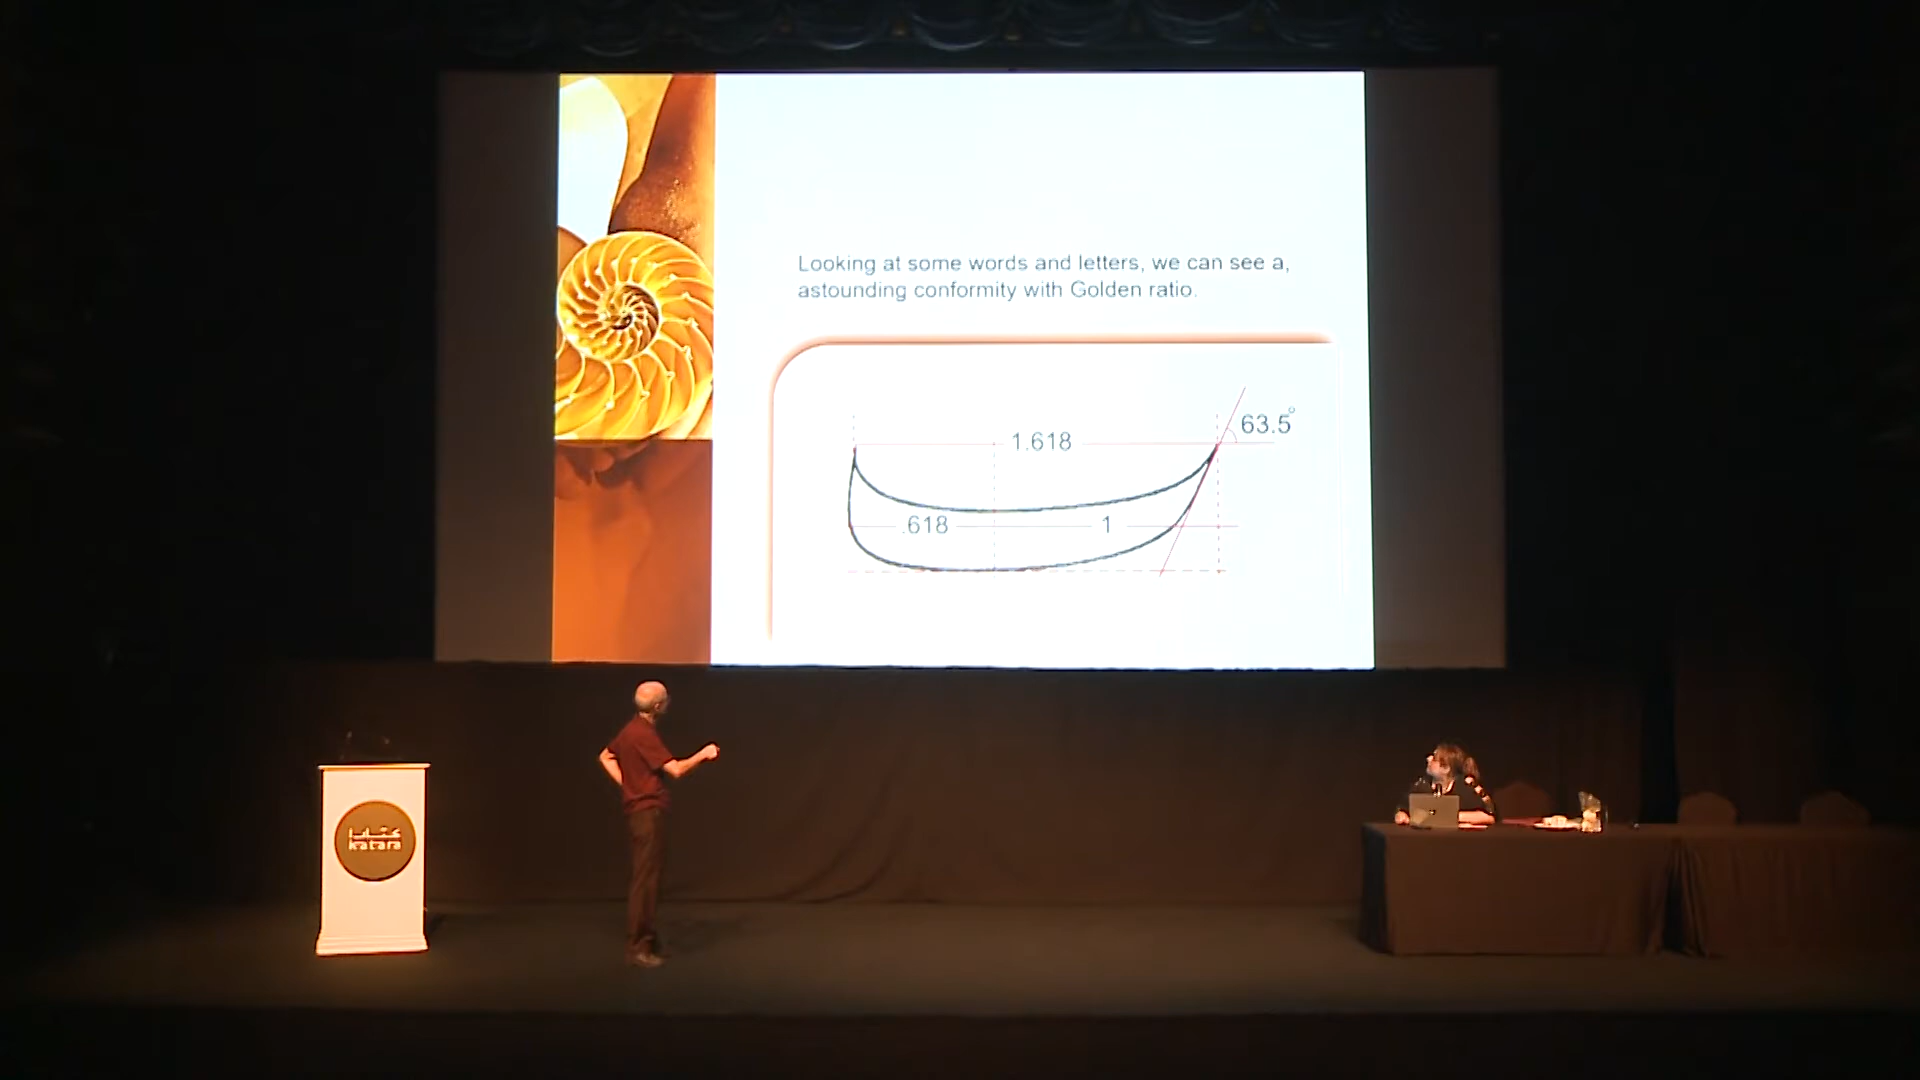 Looking at some words and letters, we can see a,
astounding conformity with Golden ratio.
1.618
63.5°
.618
1
كتارا
katara